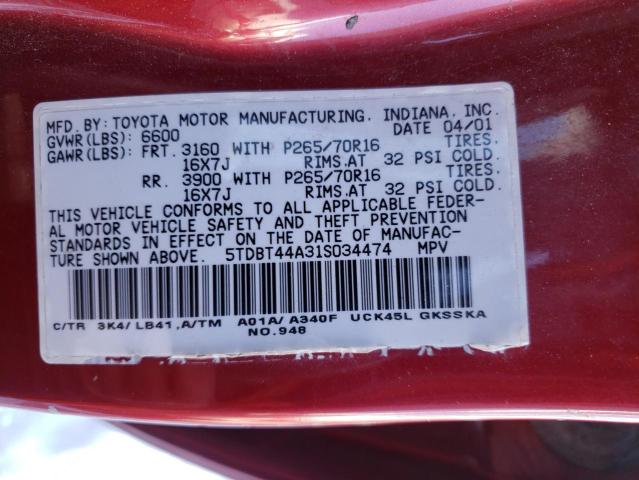 MFD. BY: TOYOTA MOTOR MANUFACTURING. INDIANA, INC.
GVWR(LBS): 6600 DATE 04/01
GAWR(LBS): FRT. 3160 WITH P265/70R16 TIRES.
16X7J RIMS.AT 32 PSI COLD.
RR. 3900 WITH P265/70R16 TIRES.
16X7J RIMS.AT 32 PSI COLD.
THIS VEHICLE CONFORMS TO ALL APPLICABLE FEDER-
AL MOTOR VEHICLE SAFETY AND THEFT PREVENTION
STANDARDS IN EFFECT ON THE DATE OF MANUFAC-
TURE SHOWN ABOVE. 5TDBT44A31S034474 MPV
C/TR 3K4/ LB41,A/TM A01A/ A340F UCK45L GKSSKA
NO.948